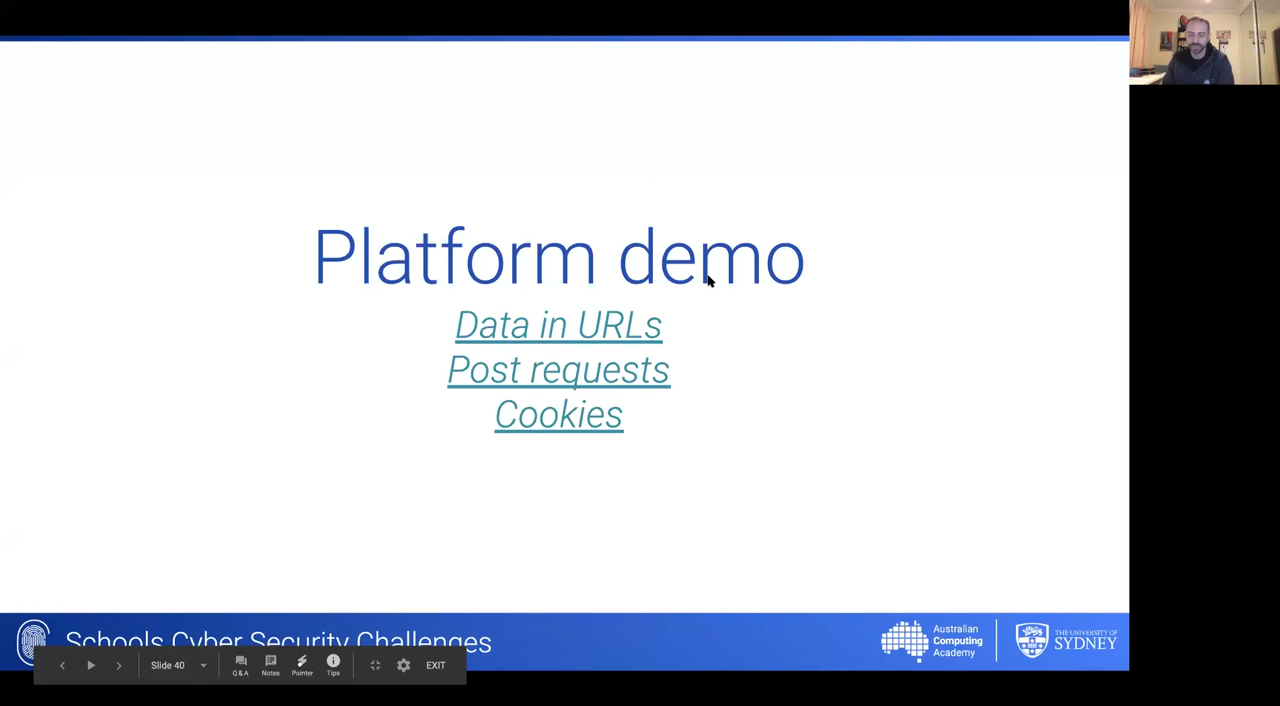 Platform demo
Data in URLs
Post requests
Cookies
Schools Cyber Security Challenges
Australian
Computing
Academy
THE UNIVERSITY OF
SYDNEY
Slide 40
Q & A
Notes
Pointer
Tips
EXIT